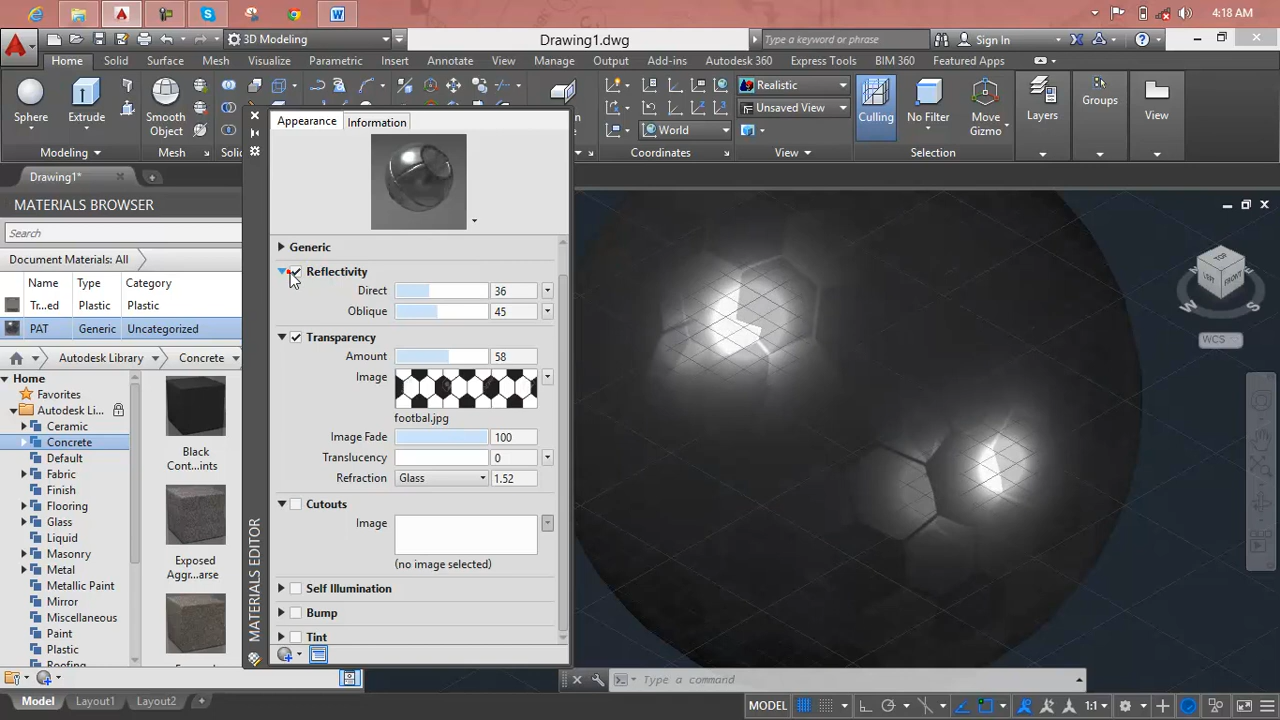 4:18 AM
3D Modeling
Drawing1.dwg
Type a keyword or phrase
Sign In
Home Solid Surface Mesh Visualize Parametric Insert Annotate View Manage Output Add-ins Autodesk 360 Express Tools BIM 360 Featured Apps
Sphere
Extrude
Smooth
Object
Realistic
Unsaved View
World
Culling
No Filter
Move
Gizmo
Layers
Groups
View
Modeling
Mesh
Coordinates
View
Selection
Drawing1*
MATERIALS BROWSER
Search
Document Materials: All
Name Type Category
Tr...ed Plastic Plastic
PAT Generic Uncategorized
Autodesk Library Concrete
Home
Favorites
Autodesk Li...
Ceramic
Concrete
Default
Fabric
Finish
Flooring
Glass
Liquid
Masonry
Metal
Metallic Paint
Mirror
Miscellaneous
Paint
Plastic
Roofing
Black
Cont...ints
Exposed
Aggr...arse
MATERIALS EDITOR
Appearance Information
Generic
Reflectivity
Direct 36
Oblique 45
Transparency
Amount 58
Image
footbal.jpg
Image Fade 100
Translucency 0
Refraction Glass 1.52
Cutouts
Image
(no image selected)
Self Illumination
Bump
Tint
TOP
LEFT
FRONT
W
S
WCS
Type a command
Model Layout1 Layout2
MODEL
1:1